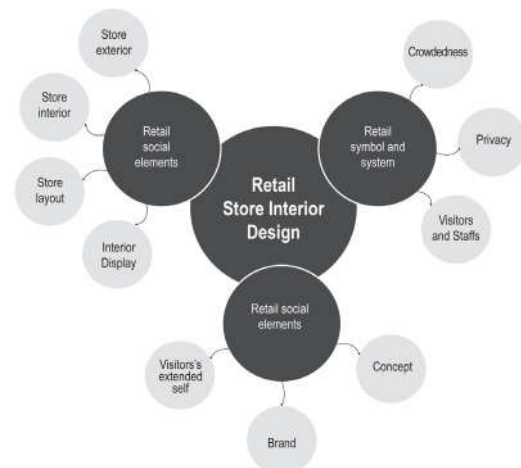 Store
exterior
Store
interior
Store
layout
Interior
Display
Retail
social
elements
Retail
Store Interior
Design
Retail
symbol and
system
Crowdedness
Privacy
Visitors
and Staffs
Retail social
elements
Visitors's
extended
self
Brand
Concept